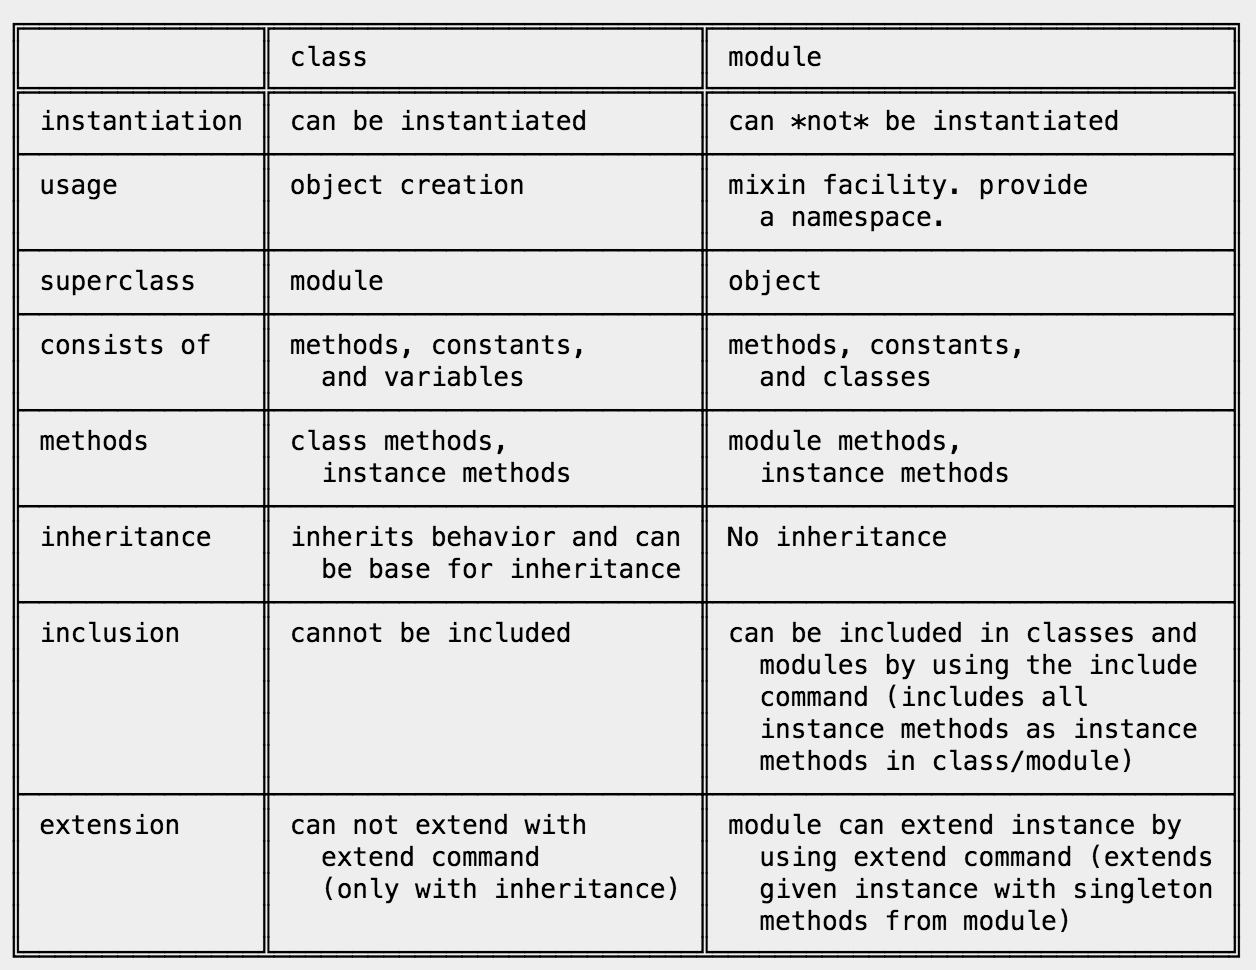 class module
instantiation can be instantiated can *not* be instantiated
usage object creation mixin facility. provide
a namespace.
superclass module object
consists of methods, constants, methods, constants,
and variables and classes
methods class methods, module methods,
instance methods instance methods
inheritance inherits behavior and can No inheritance
be base for inheritance
inclusion cannot be included can be included in classes and
modules by using the include
command (includes all
instance methods as instance
methods in class/module)
extension can not extend with module can extend instance by
extend command using extend command (extends
(only with inheritance) given instance with singleton
methods from module)